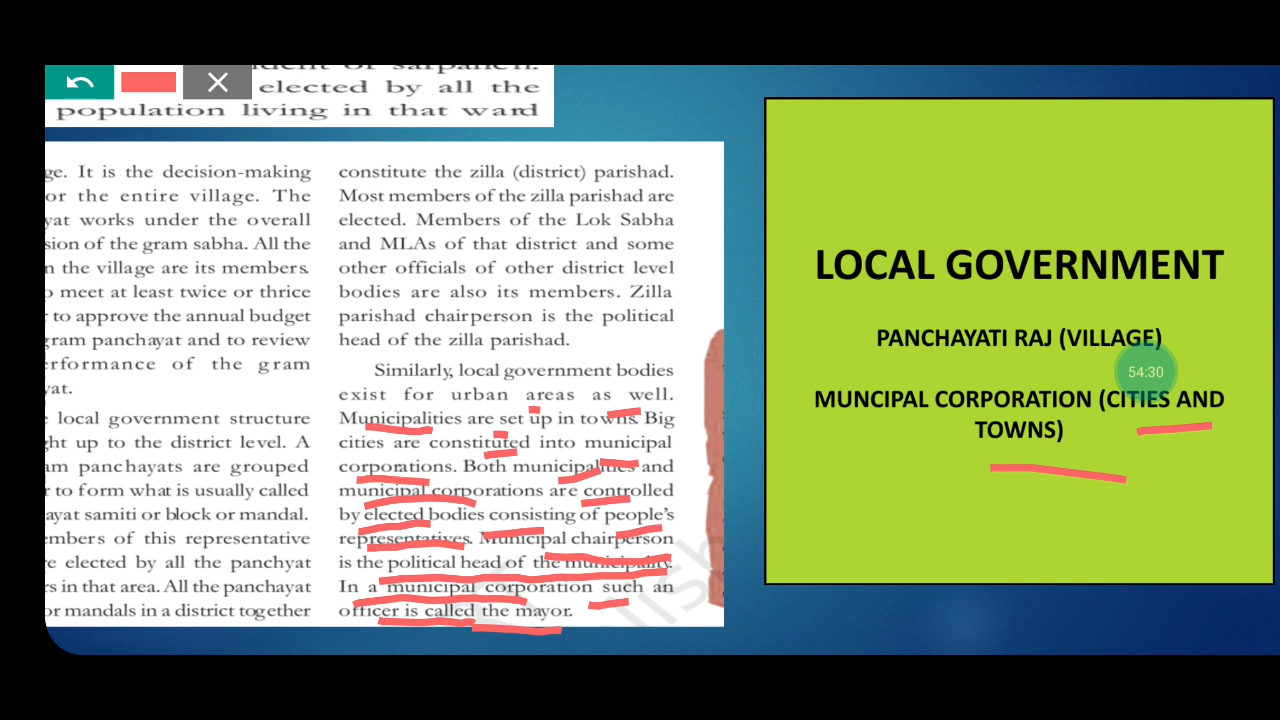 elected by all the
population living in that ward
ge. It is the decision-making
or the entire village. The
yat works under the overall
sion of the gram sabha. All the
n the village are its members.
o meet at least twice or thrice
r to approve the annual budget
gram panchayat and to review
erformance of the gram
yat.
e local government structure
ht up to the district level. A
am panchayats are grouped
r to form what is usually called
ayat samiti or block or mandal.
embers of this representative
e elected by all the panchyat
rs in that area. All the panchayat
or mandals in a district together
constitute the zilla (district) parishad.
Most members of the zilla parishad are
elected. Members of the Lok Sabha
and MLAs of that district and some
other officials of other district level
bodies are also its members. Zilla
parishad chairperson is the political
head of the zilla parishad.
Similarly, local government bodies
exist for urban areas as well.
Municipalities are set up in towns. Big
cities are constituted into municipal
corporations. Both municipalities and
municipal corporations are controlled
by elected bodies consisting of people's
representatives. Municipal chairperson
is the political head of the municipality.
In a municipal corporation such an
officer is called the mayor.
LOCAL GOVERNMENT
PANCHAYATI RAJ (VILLAGE)
54:30
MUNCIPAL CORPORATION (CITIES AND
TOWNS)